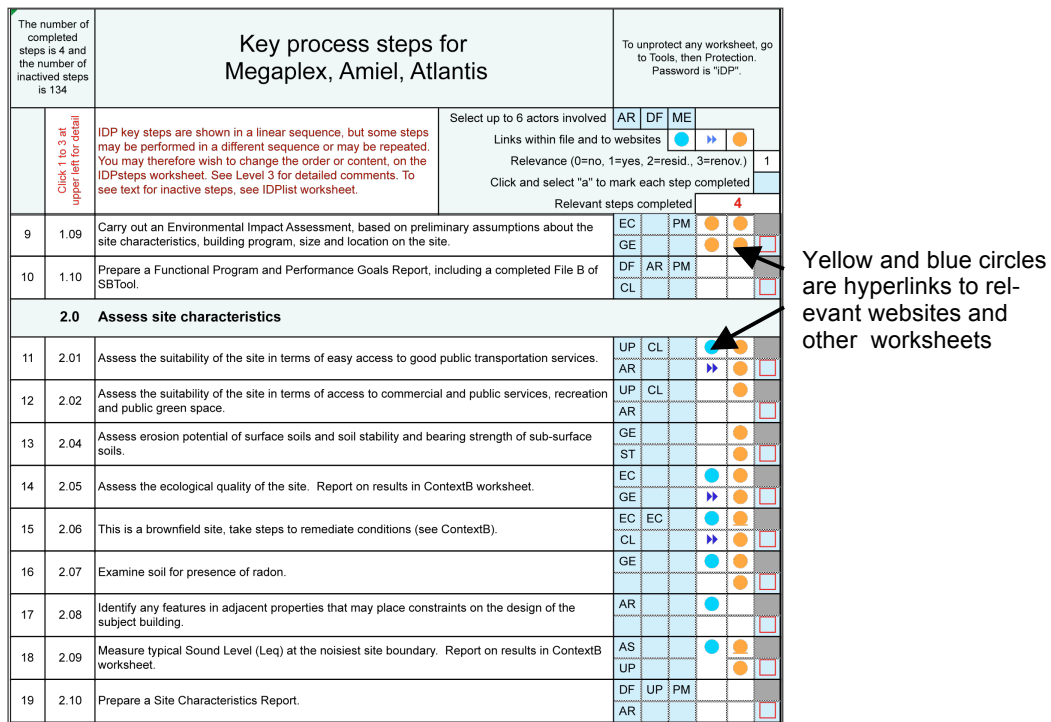 The number of
completed
steps is 4 and
the number of
inactived steps
is 134
Key process steps for
Megaplex, Amiel, Atlantis
To unprotect any worksheet, go
to Tools, then Protection.
Password is "iDP".
Click 1 to 3 at
upper left for detail
IDP key steps are shown in a linear sequence, but some steps
may be performed in a different sequence or may be repeated.
You may therefore wish to change the order or content, on the
IDPsteps worksheet. See Level 3 for detailed comments. To
see text for inactive steps, see IDPlist worksheet.
Select up to 6 actors involved AR DF ME
Links within file and to websites
Relevance (0=no, 1=yes, 2=resid., 3=renov.) 1
Click and select "a" to mark each step completed
Relevant steps completed 4
9 1.09 Carry out an Environmental Impact Assessment, based on preliminary assumptions about the
site characteristics, building program, size and location on the site.
EC PM
GE
10 1.10 Prepare a Functional Program and Performance Goals Report, including a completed File B of
SBTool.
DF AR PM
CL
2.0 Assess site characteristics
11 2.01 Assess the suitability of the site in terms of easy access to good public transportation services.
UP CL
AR
12 2.02 Assess the suitability of the site in terms of access to commercial and public services, recreation
and public green space.
UP CL
AR
13 2.04 Assess erosion potential of surface soils and soil stability and bearing strength of sub-surface
soils.
GE
ST
14 2.05 Assess the ecological quality of the site. Report on results in ContextB worksheet.
EC
GE
15 2.06 This is a brownfield site, take steps to remediate conditions (see ContextB).
EC EC
CL
16 2.07 Examine soil for presence of radon.
GE
17 2.08 Identify any features in adjacent properties that may place constraints on the design of the
subject building.
AR
18 2.09 Measure typical Sound Level (Leq) at the noisiest site boundary. Report on results in ContextB
worksheet.
AS
UP
19 2.10 Prepare a Site Characteristics Report.
DF UP PM
AR
Yellow and blue circles
are hyperlinks to rel-
evant websites and
other worksheets